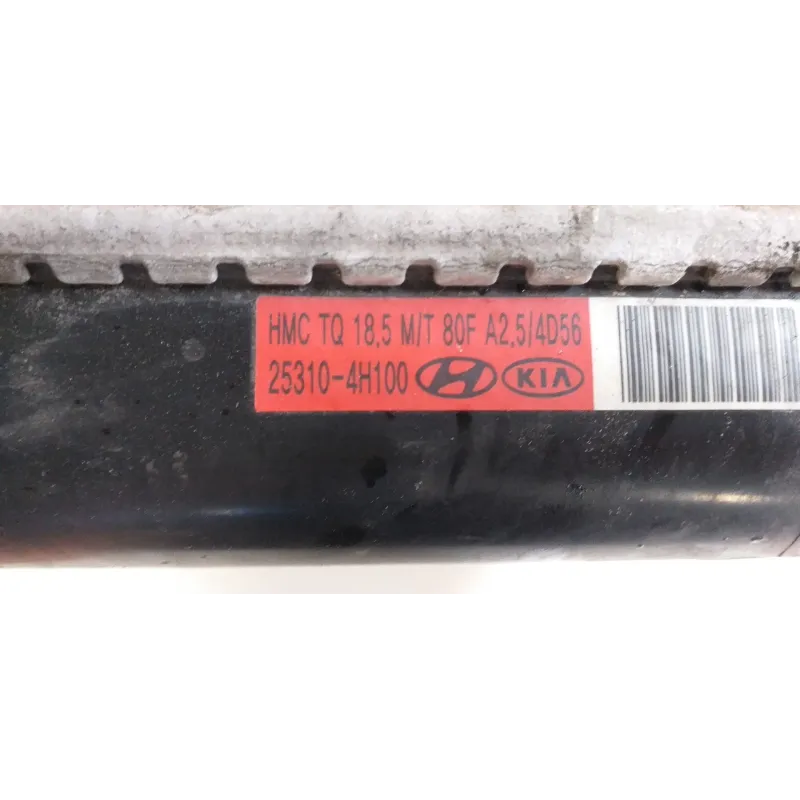 HMC TQ 18,5 M/T 80F A2,5/4D56
25310-4H100 KIA